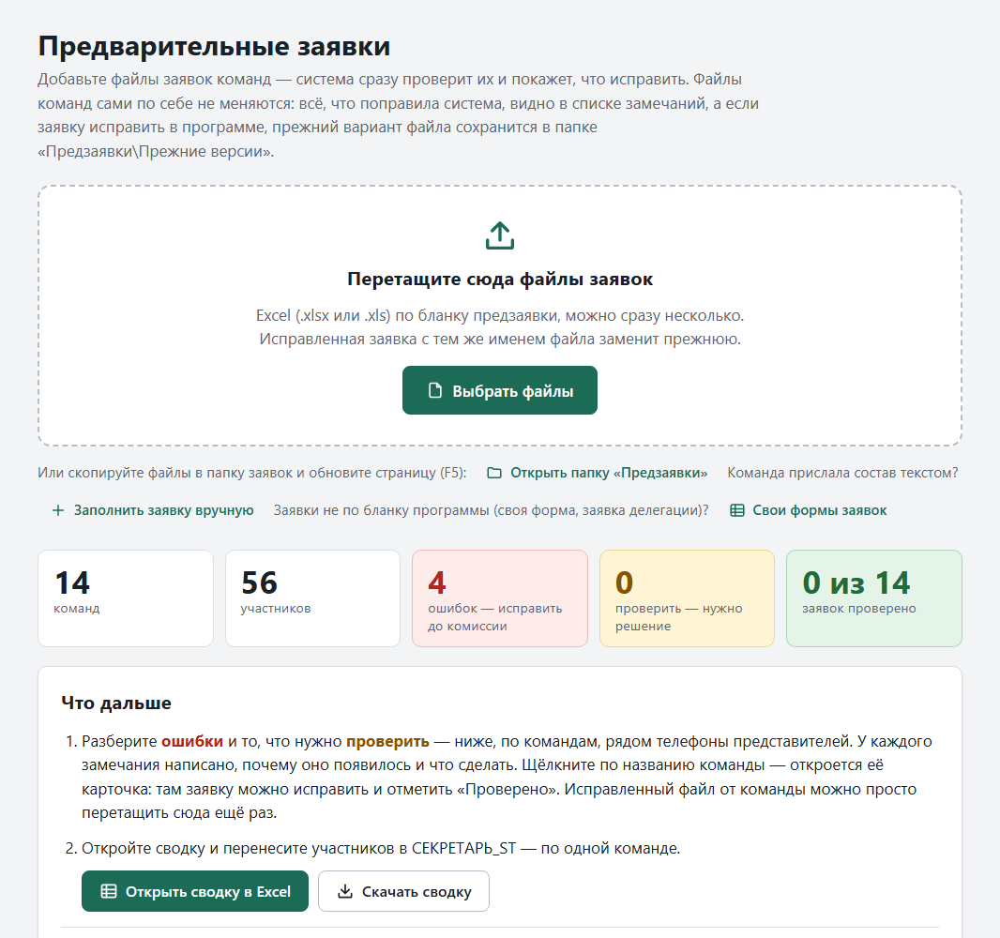 Предварительные заявки
Добавьте файлы заявок команд — система сразу проверит их и покажет, что исправить. Файлы
команд сами по себе не меняются: всё, что поправила система, видно в списке замечаний, а если
заявку исправить в программе, прежний вариант файла сохранится в папке
«Предзаявки\Прежние версии».
Перетащите сюда файлы заявок
Excel (.xlsx или .xls) по бланку предзаявки, можно сразу несколько.
Исправленная заявка с тем же именем файла заменит прежнюю.
Выбрать файлы
Или скопируйте файлы в папку заявок и обновите страницу (F5): Открыть папку «Предзаявки» Команда прислала состав текстом?
Заполнить заявку вручную Заявки не по бланку программы (своя форма, заявка делегации)? Свои формы заявок
14
команд
56
участников
4
ошибок — исправить
до комиссии
0
проверить — нужно
решение
0 из 14
заявок проверено
Что дальше
1. Разберите ошибки и то, что нужно проверить — ниже, по командам, рядом телефоны представителей. У каждого
замечания написано, почему оно появилось и что сделать. Щёлкните по названию команды — откроется её
карточка: там заявку можно исправить и отметить «Проверено». Исправленный файл от команды можно просто
перетащить сюда ещё раз.
2. Откройте сводку и перенесите участников в СЕКРЕТАРЬ_ST — по одной команде.
Открыть сводку в Excel Скачать сводку